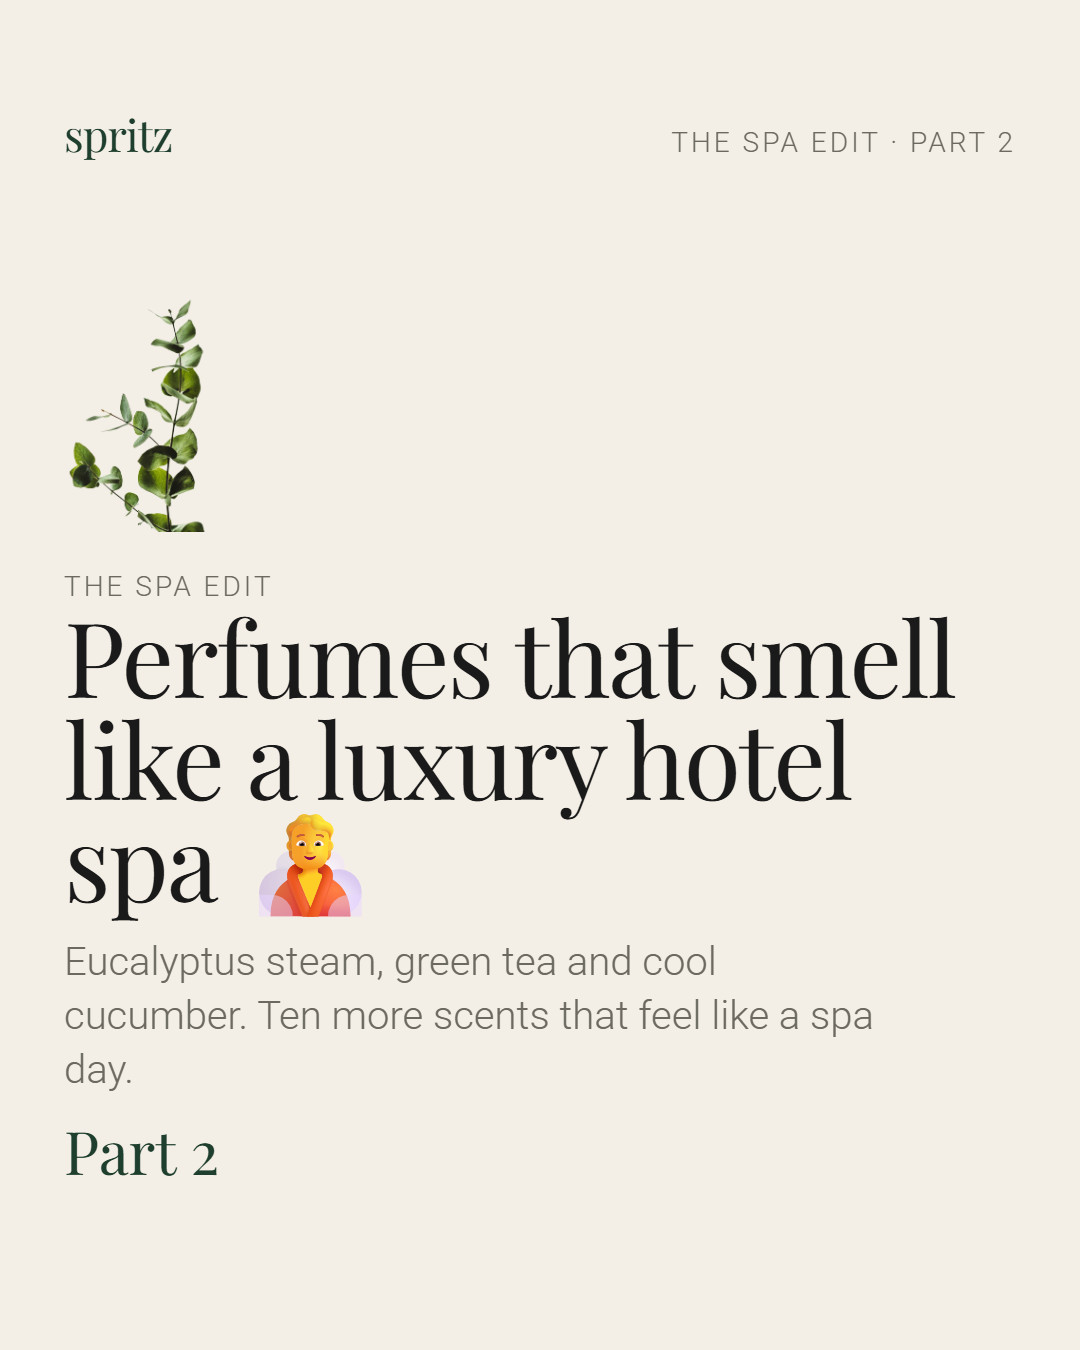 spritz
THE SPA EDIT · PART 2
THE SPA EDIT
Perfumes that smell
like a luxury hotel
spa 🧖
Eucalyptus steam, green tea and cool
cucumber. Ten more scents that feel like a spa
day.
Part 2